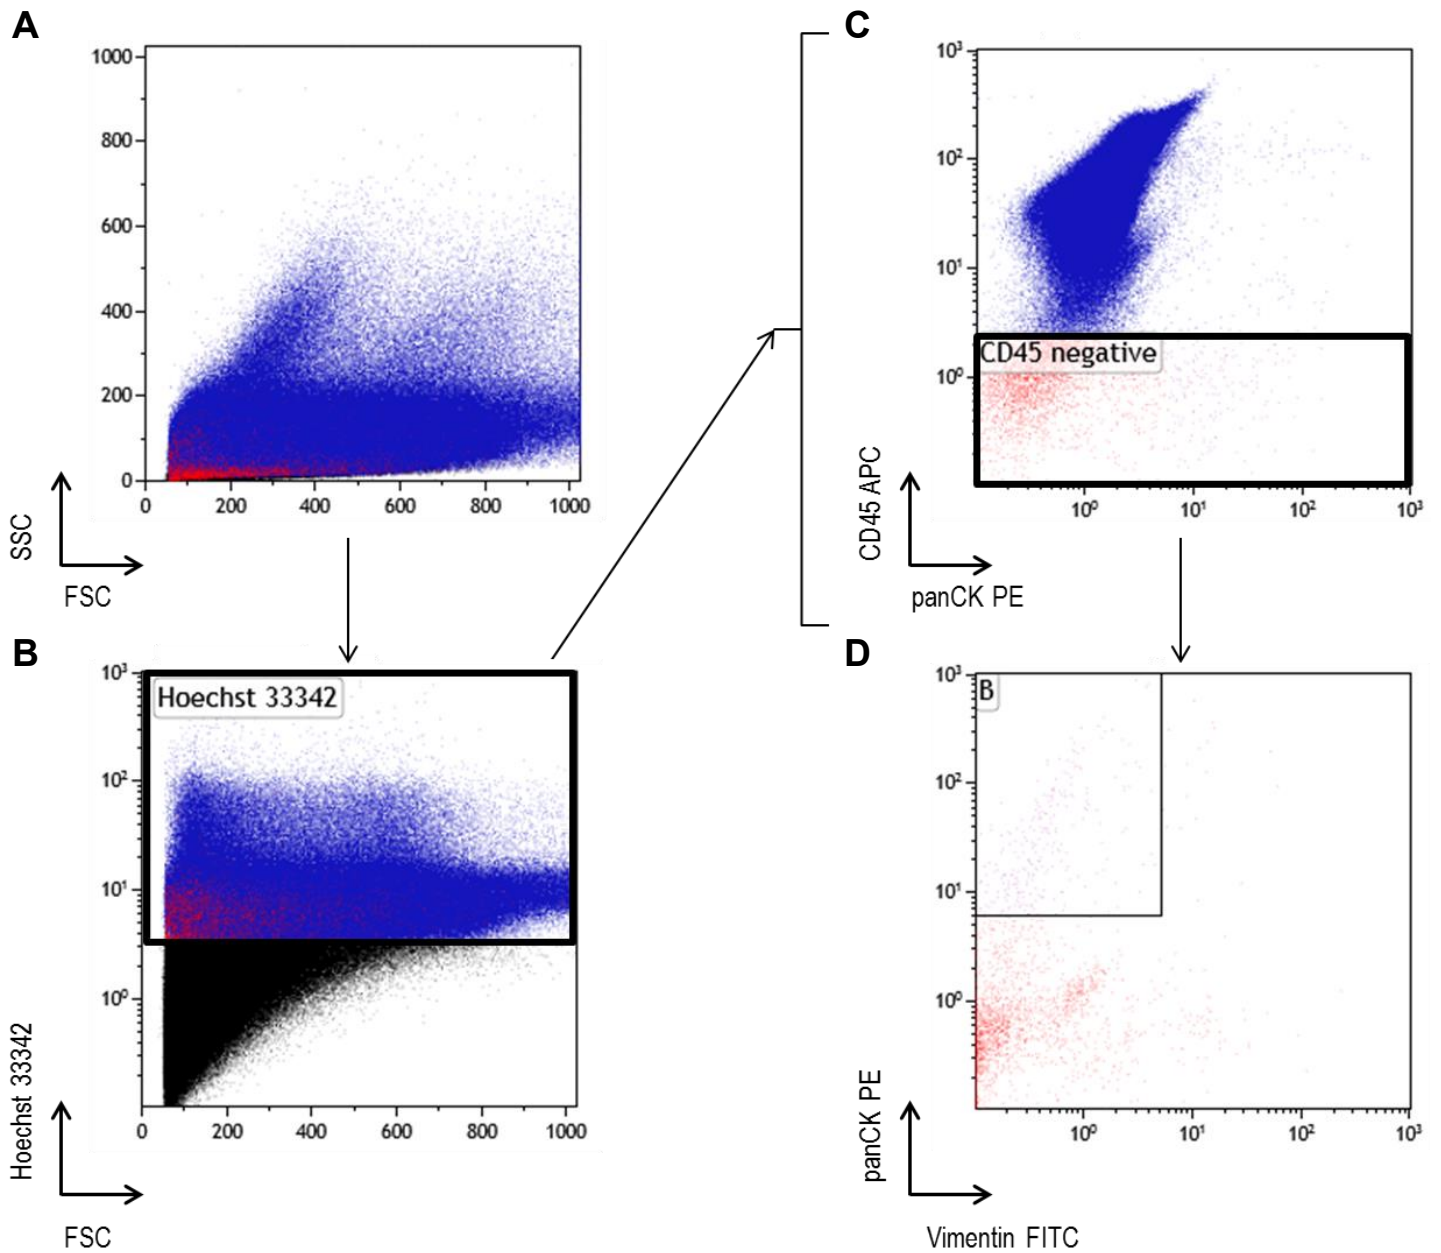 A
1000
800
600
400
200
0
0 200 400 600 800 1000
SSC
FSC
B
10³
10²
10¹
10⁰
Hoechst 33342
0 200 400 600 800 1000
Hoechst 33342
FSC
C
10³
10²
10¹
10⁰
CD45 negative
10⁰ 10¹ 10² 10³
CD45 APC
panCK PE
D
10³
10²
10¹
10⁰
B
10⁰ 10¹ 10² 10³
panCK PE
Vimentin FITC